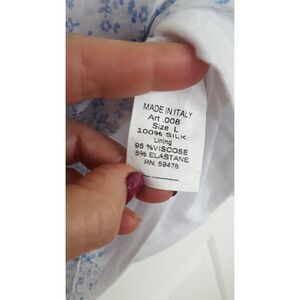 MADE IN ITALY
Art .008
Size L
100% SILK
Lining
95 %VISCOSE
5% ELASTANE
RN. 59478